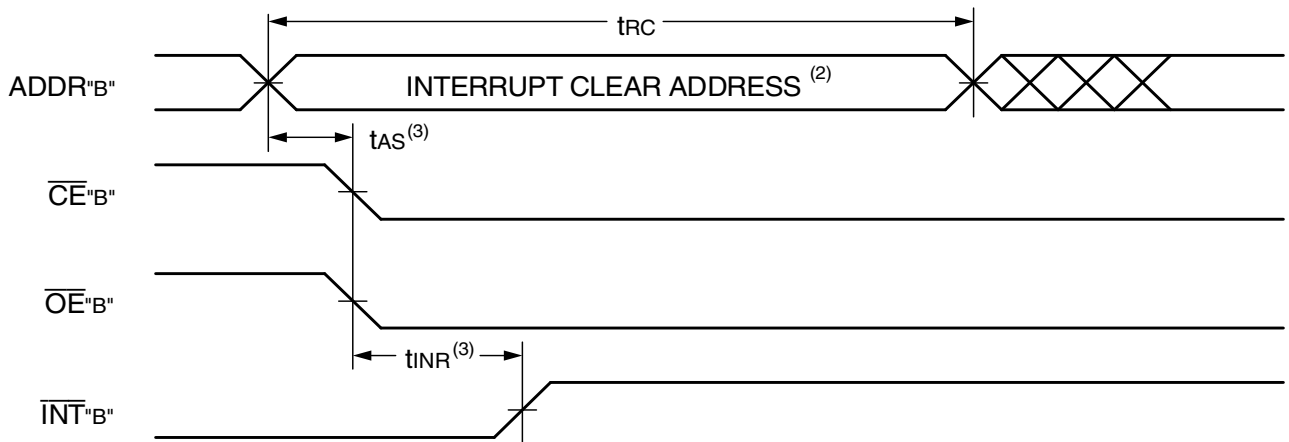 tRC
ADDR"B"
INTERRUPT CLEAR ADDRESS (2)
tAS(3)
CE"B"
OE"B"
tINR(3)
INT"B"